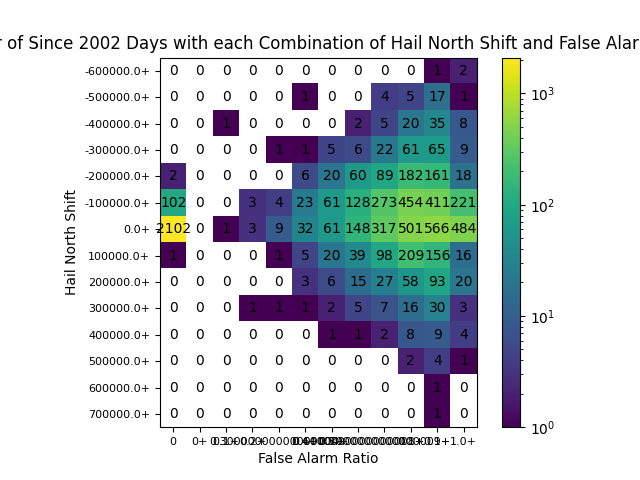 r of Since 2002 Days with each Combination of Hail North Shift and False Alar
Hail North Shift
-600000.0+ 0 0 0 0 0 0 0 0 0 0 1 2
-500000.0+ 0 0 0 0 0 1 0 0 4 5 17 1
-400000.0+ 0 0 1 0 0 0 0 2 5 20 35 8
-300000.0+ 0 0 0 0 1 1 5 6 22 61 65 9
-200000.0+ 2 0 0 0 0 6 20 60 89 182 161 18
-100000.0+ 102 0 0 3 4 23 61 128 273 454 411 221
0.0+ 2102 0 1 3 9 32 61 148 317 501 566 484
100000.0+ 1 0 0 0 1 5 20 39 98 209 156 16
200000.0+ 0 0 0 0 0 3 6 15 27 58 93 20
300000.0+ 0 0 0 1 1 1 2 5 7 16 30 3
400000.0+ 0 0 0 0 0 0 1 1 2 8 9 4
500000.0+ 0 0 0 0 0 0 0 0 0 2 4 1
600000.0+ 0 0 0 0 0 0 0 0 0 0 1 0
700000.0+ 0 0 0 0 0 0 0 0 0 0 1 0
0 0+ 1.0+
False Alarm Ratio
10³
10²
10¹
10⁰